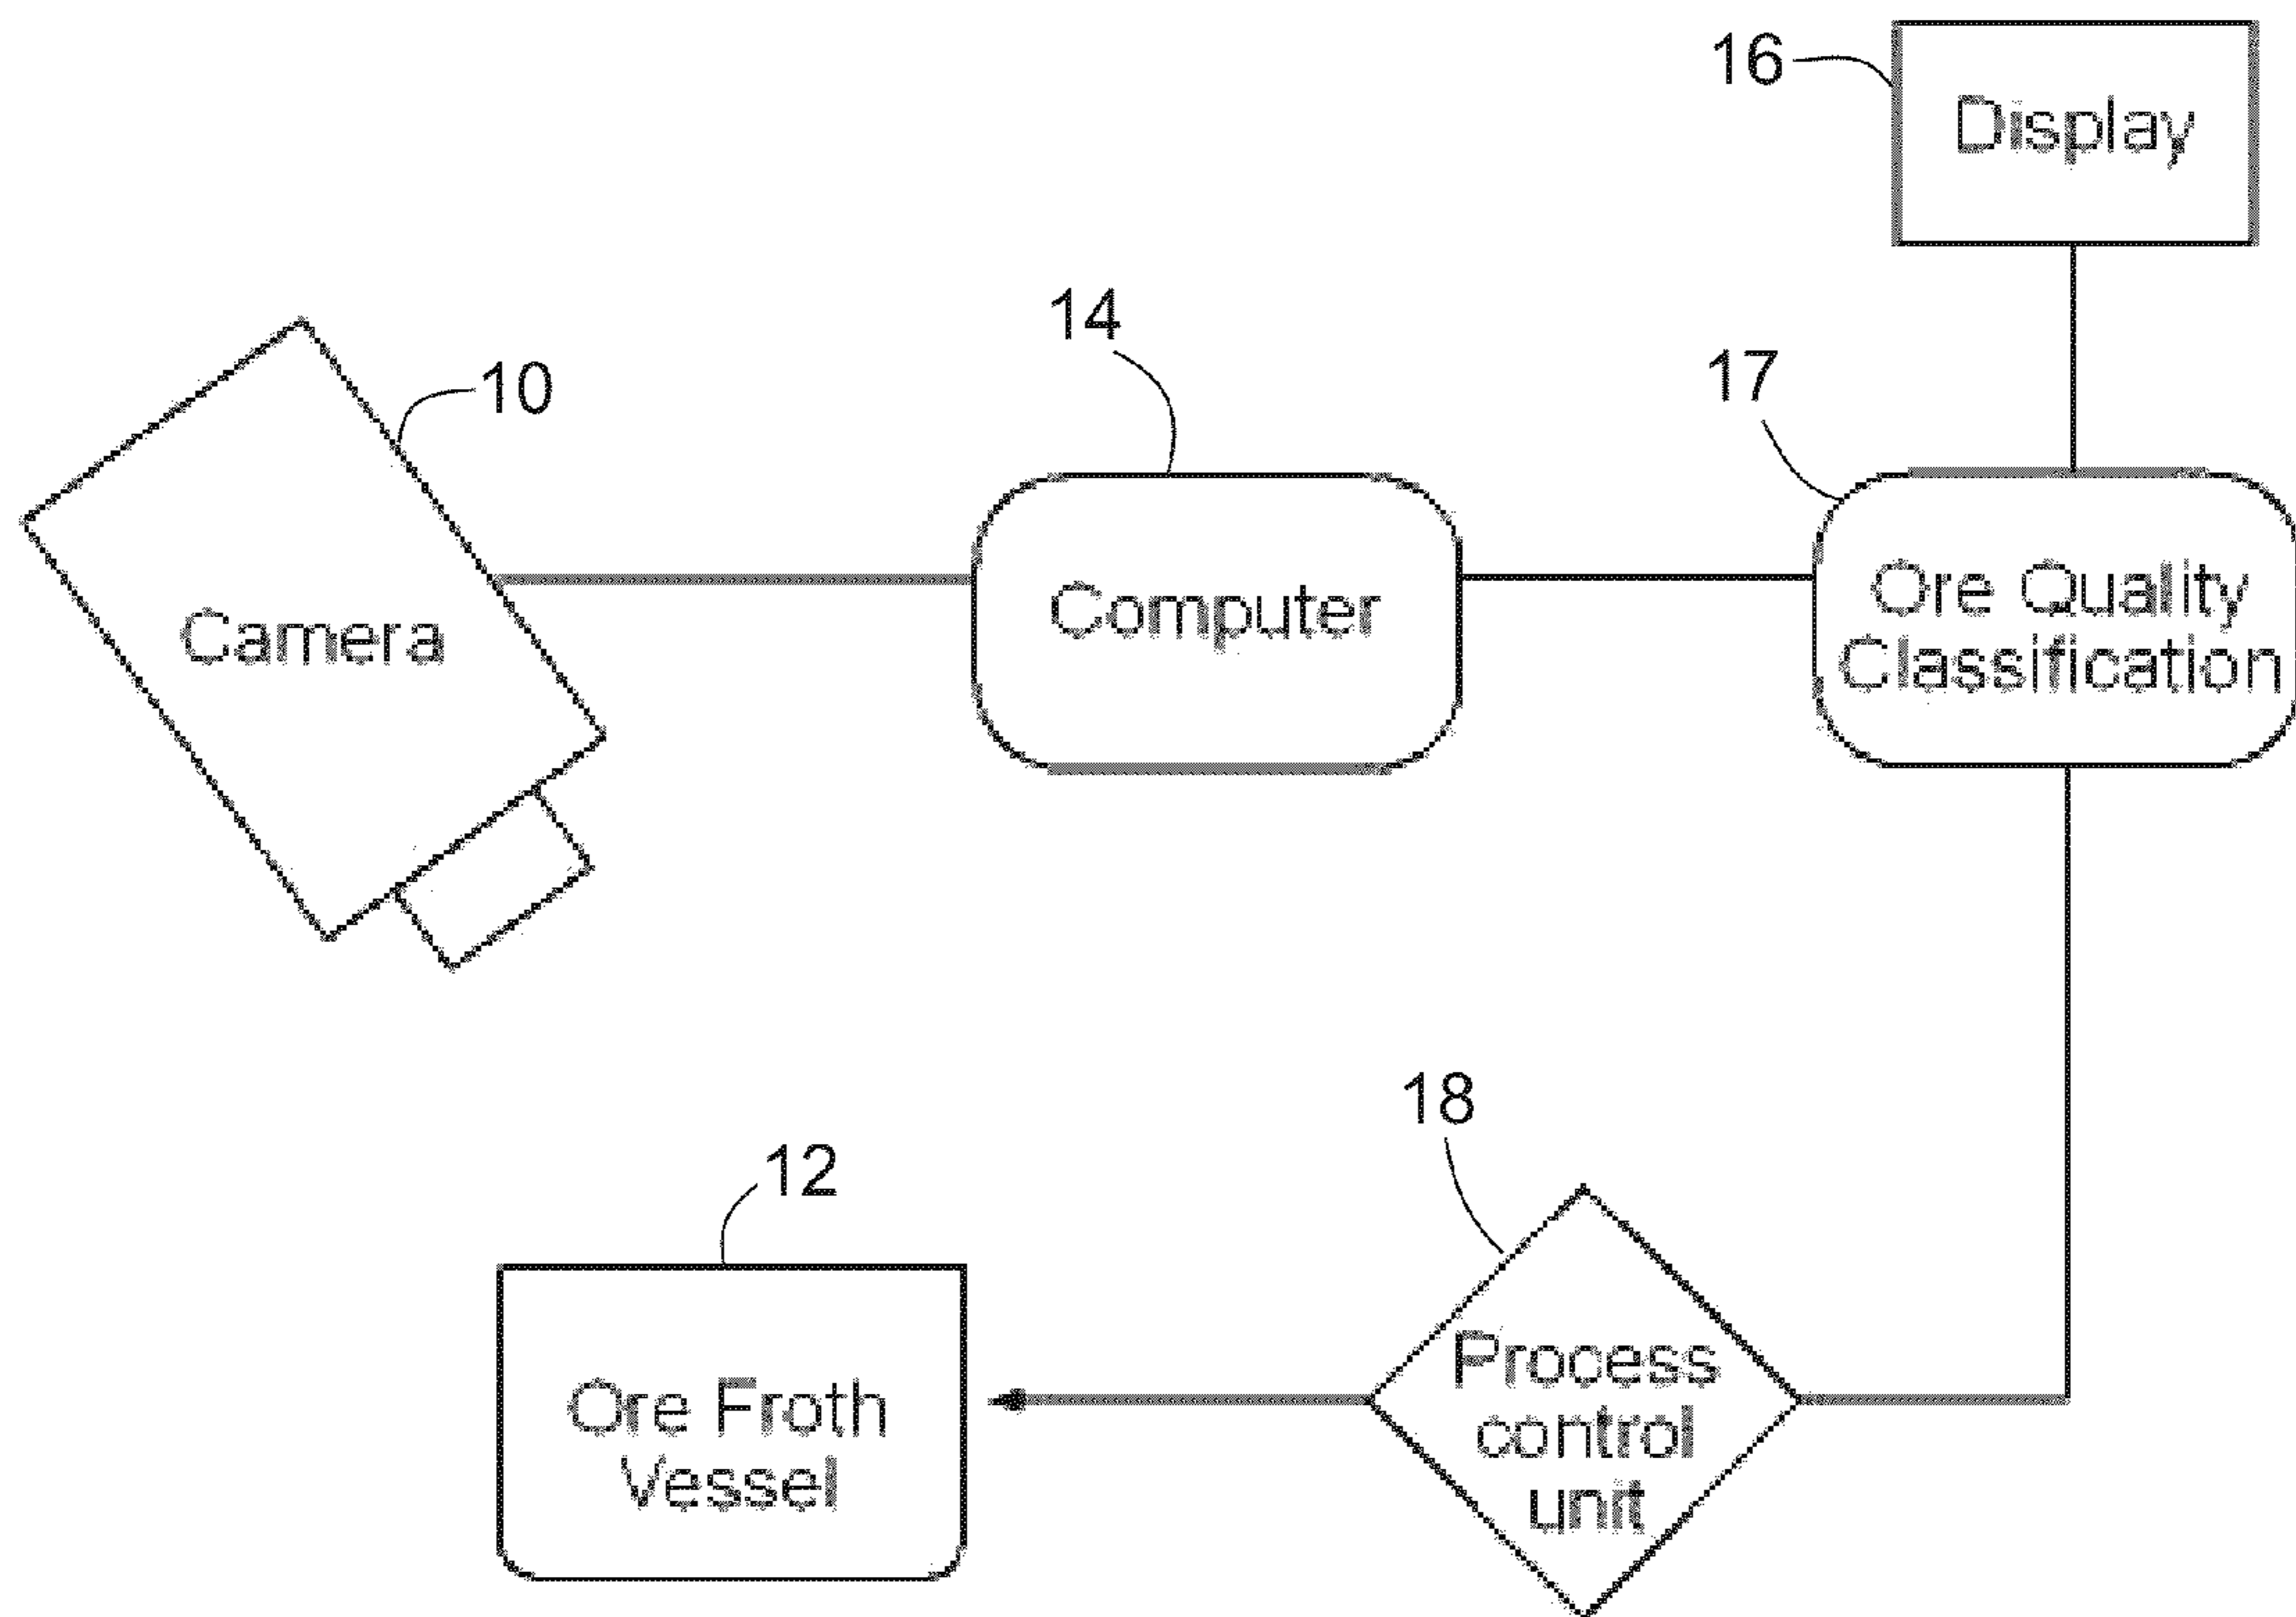 16
Display
14
17
10
Camera
Computer
Ore Quality
Classification
18
12
Process
control
unit
Ore Froth
Vessel